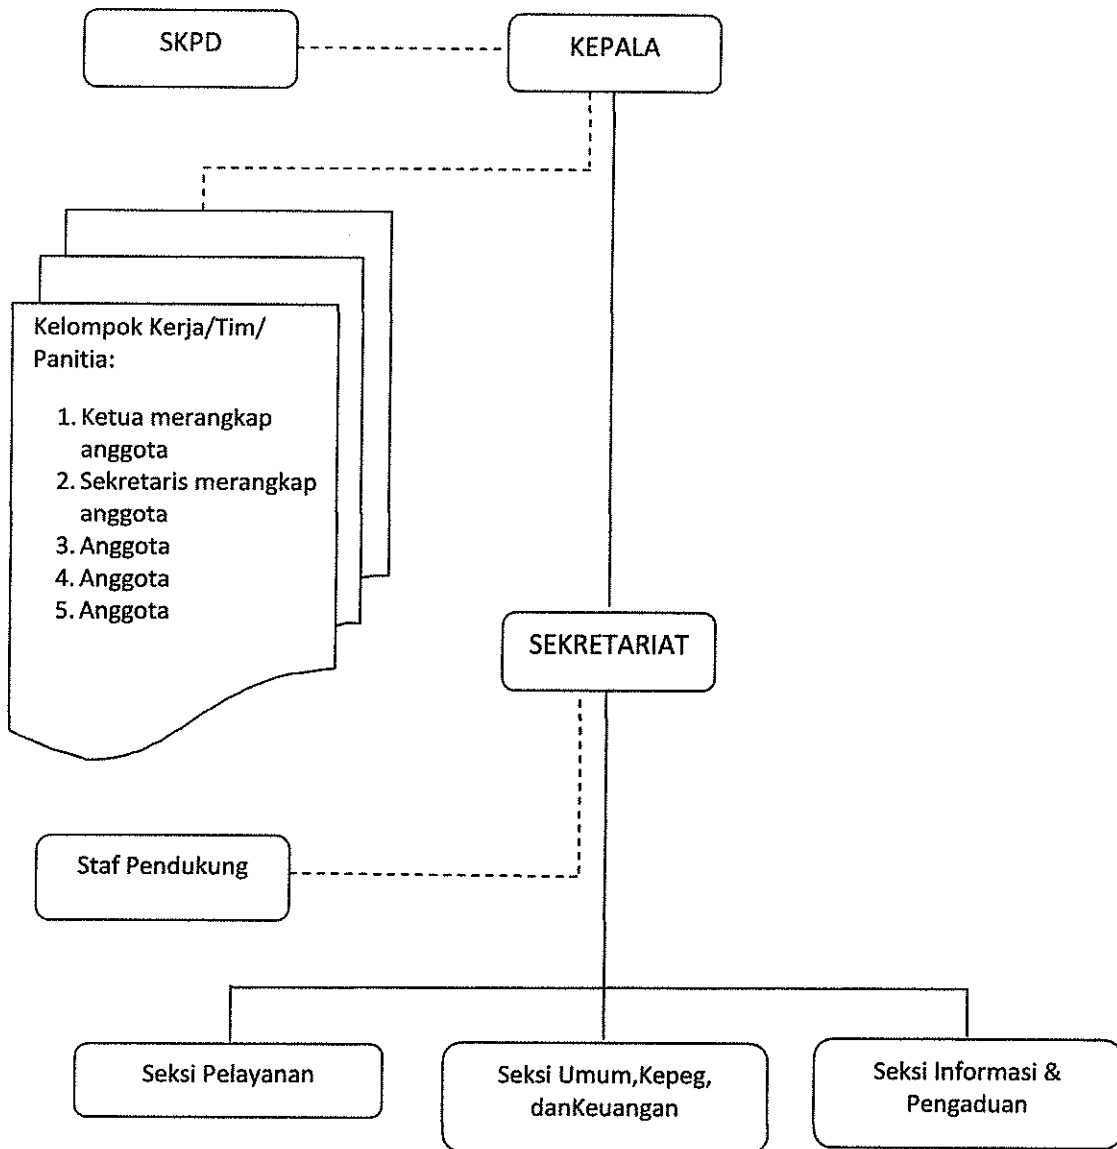 SKPD
KEPALA
Kelompok Kerja/Tim/
Panitia:
1. Ketua merangkap
anggota
2. Sekretaris merangkap
anggota
3. Anggota
4. Anggota
5. Anggota
SEKRETARIAT
Staf Pendukung
Seksi Pelayanan
Seksi Umum,Kepeg,
danKeuangan
Seksi Informasi &
Pengaduan